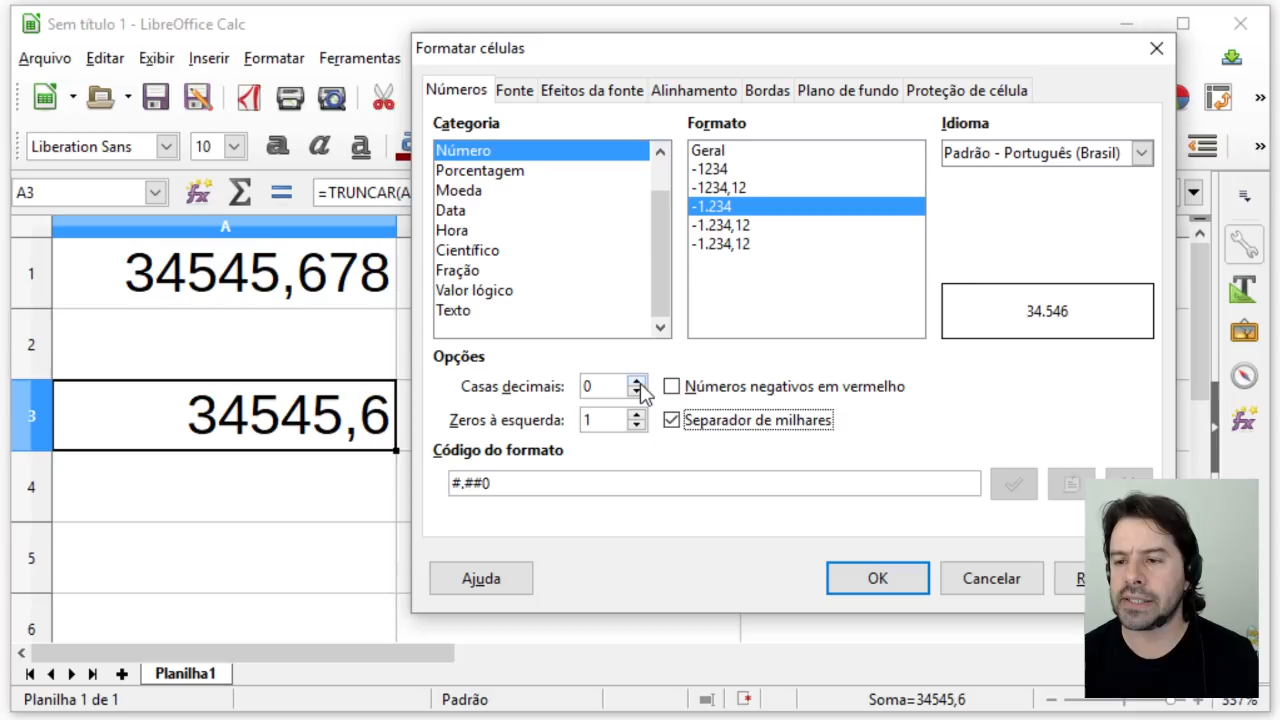 Sem título 1 - LibreOffice Calc
Arquivo Editar Exibir Inserir Formatar Ferramentas
Liberation Sans 10
A3 =TRUNCAR(A
A
1 34545,678
2
3 34545,6
4
5
6
Planilha1
Planilha 1 de 1 Padrão Soma=34545,6 337%
Formatar células
Números Fonte Efeitos da fonte Alinhamento Bordas Plano de fundo Proteção de célula
Categoria Formato Idioma
Número
Porcentagem
Moeda
Data
Hora
Científico
Fração
Valor lógico
Texto
Geral
-1234
-1234,12
-1.234
-1.234,12
-1.234,12
Padrão - Português (Brasil)
34.546
Opções
Casas decimais: 0 Números negativos em vermelho
Zeros à esquerda: 1 Separador de milhares
Código do formato
#.##0
Ajuda OK Cancelar R